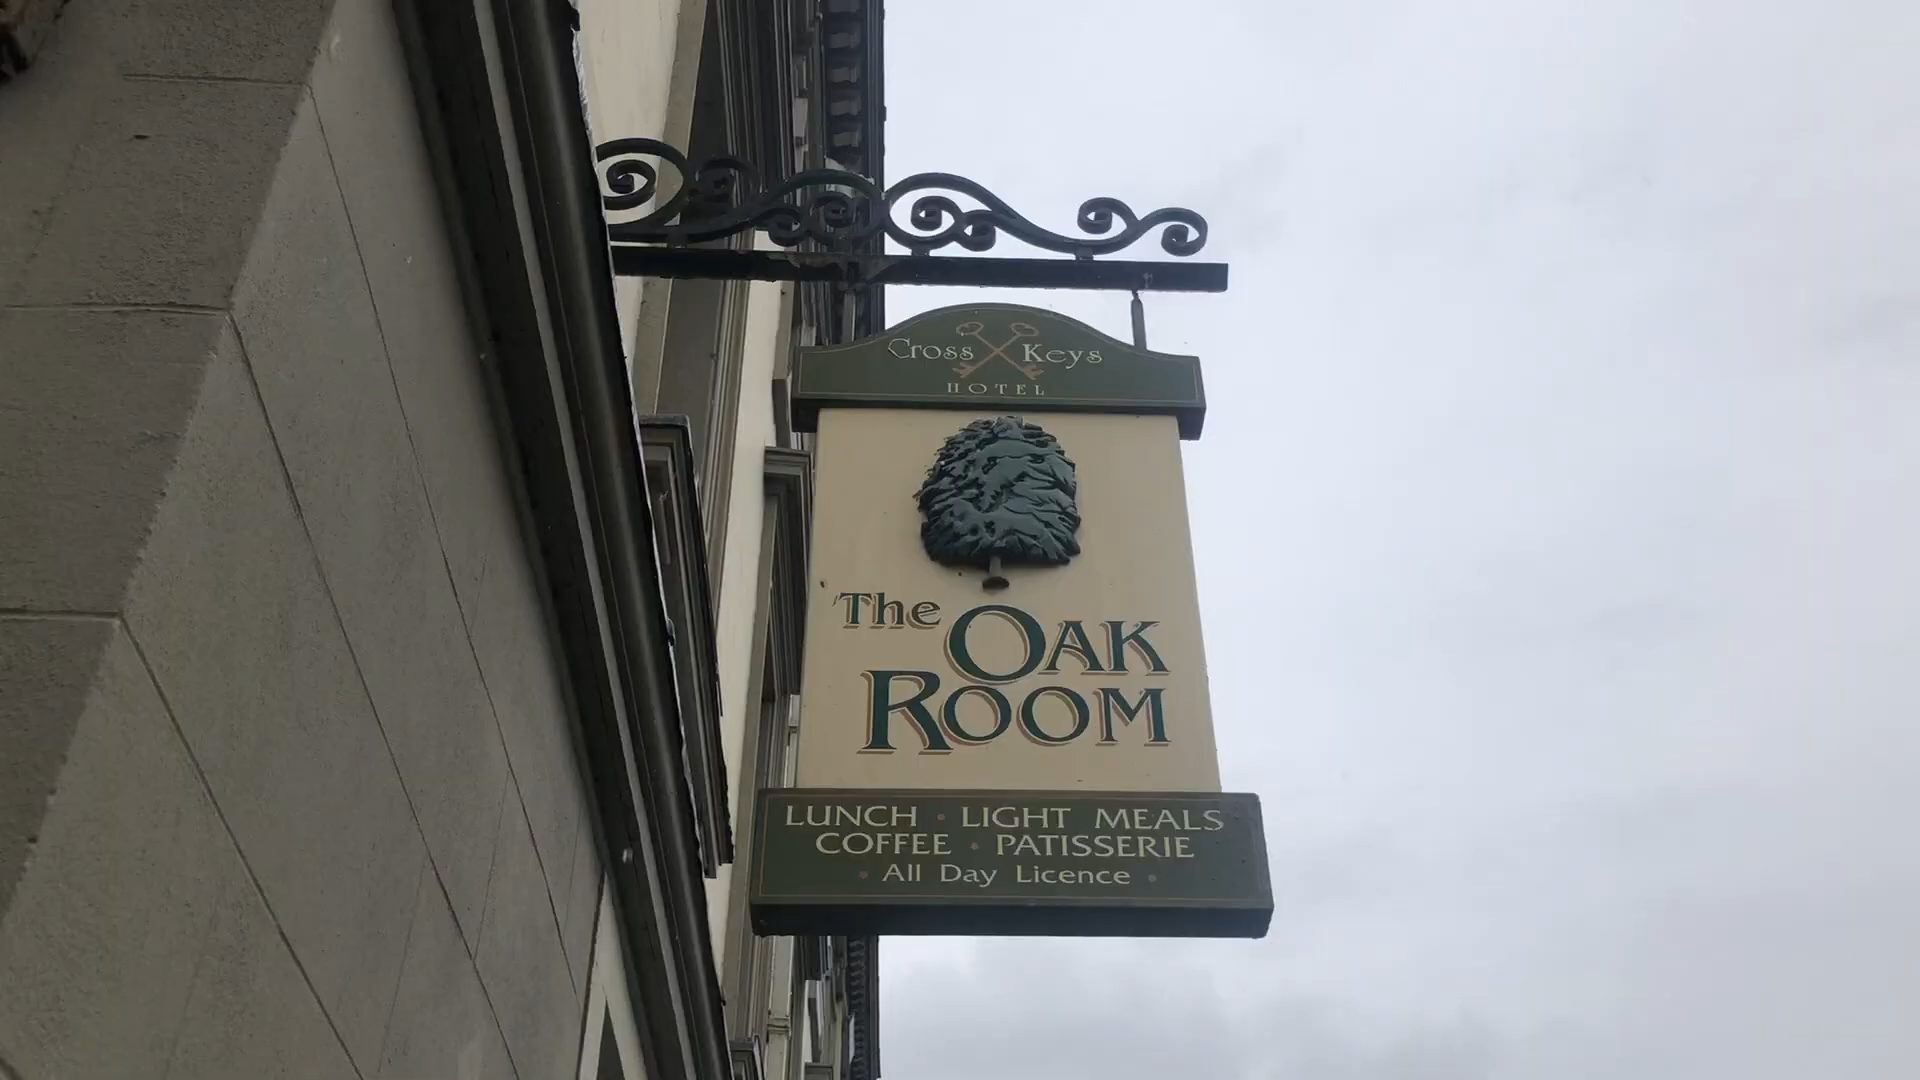 Cross Keys
HOTEL
The OAK
ROOM
LUNCH · LIGHT MEALS
COFFEE · PATISSERIE
· All Day Licence ·